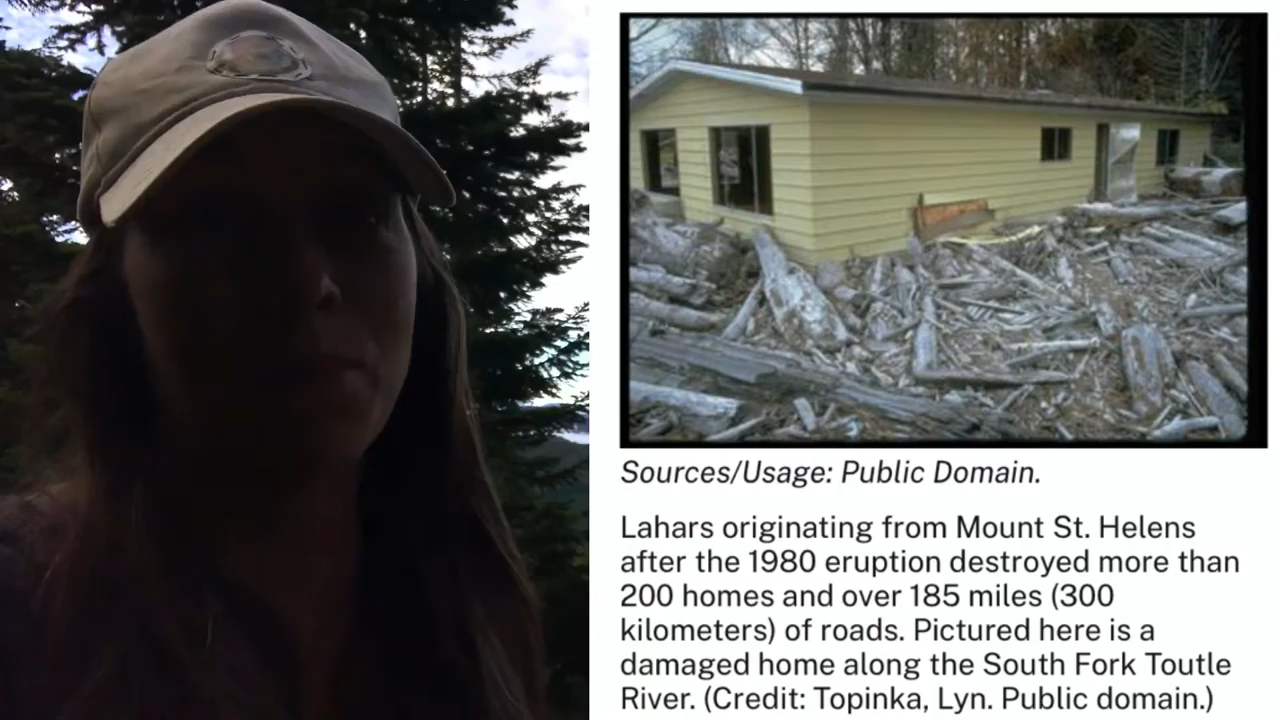 Sources/Usage: Public Domain.
Lahars originating from Mount St. Helens
after the 1980 eruption destroyed more than
200 homes and over 185 miles (300
kilometers) of roads. Pictured here is a
damaged home along the South Fork Toutle
River. (Credit: Topinka, Lyn. Public domain.)